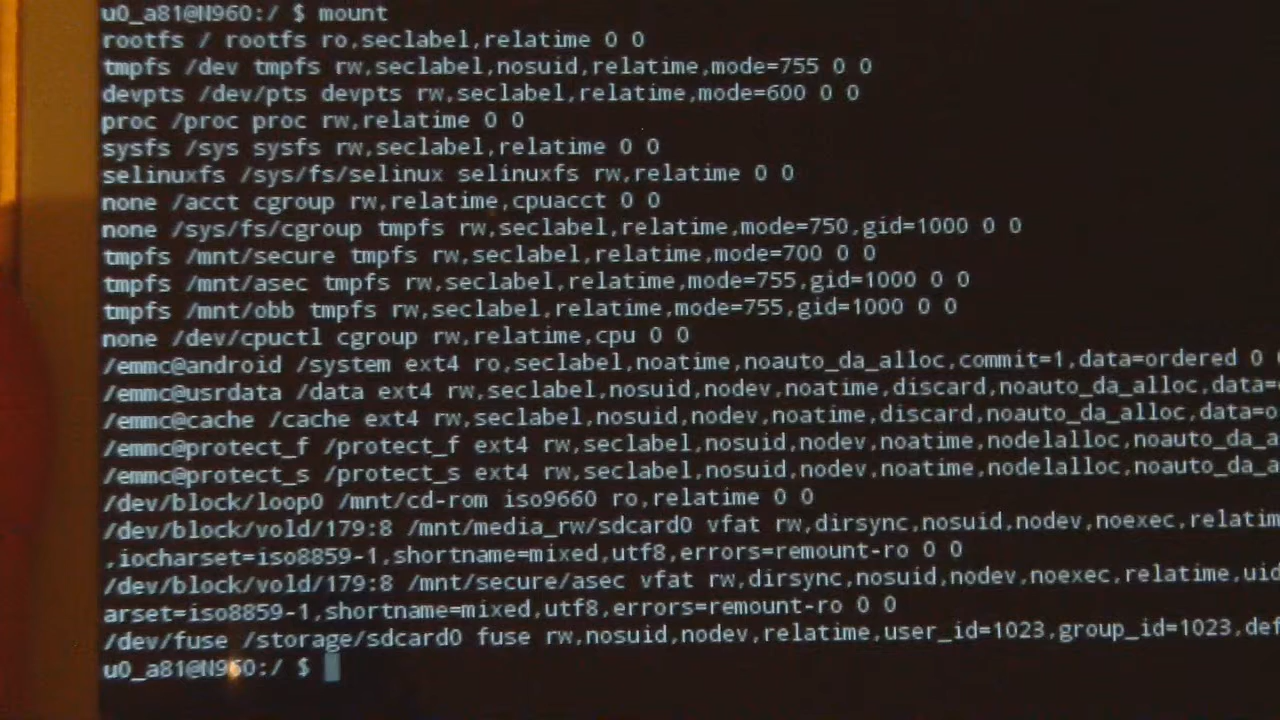 u0_a81@N960:/ $ mount
rootfs / rootfs ro,seclabel,relatime 0 0
tmpfs /dev tmpfs rw,seclabel,nosuid,relatime,mode=755 0 0
devpts /dev/pts devpts rw,seclabel,relatime,mode=600 0 0
proc /proc proc rw,relatime 0 0
sysfs /sys sysfs rw,seclabel,relatime 0 0
selinuxfs /sys/fs/selinux selinuxfs rw,relatime 0 0
none /acct cgroup rw,relatime,cpuacct 0 0
none /sys/fs/cgroup tmpfs rw,seclabel,relatime,mode=750,gid=1000 0 0
tmpfs /mnt/secure tmpfs rw,seclabel,relatime,mode=700 0 0
tmpfs /mnt/asec tmpfs rw,seclabel,relatime,mode=755,gid=1000 0 0
tmpfs /mnt/obb tmpfs rw,seclabel,relatime,mode=755,gid=1000 0 0
none /dev/cpuctl cgroup rw,relatime,cpu 0 0
/emmc@android /system ext4 ro,seclabel,noatime,noauto_da_alloc,commit=1,data=ordered 0
/emmc@usrdata /data ext4 rw,seclabel,nosuid,nodev,noatime,discard,noauto_da_alloc,data=
/emmc@cache /cache ext4 rw,seclabel,nosuid,nodev,noatime,discard,noauto_da_alloc,data=o
/emmc@protect_f /protect_f ext4 rw,seclabel,nosuid,nodev,noatime,nodelalloc,noauto_da_a
/emmc@protect_s /protect_s ext4 rw,seclabel,nosuid,nodev,noatime,nodelalloc,noauto_da_a
/dev/block/loop0 /mnt/cd-rom iso9660 ro,relatime 0 0
/dev/block/vold/179:8 /mnt/media_rw/sdcard0 vfat rw,dirsync,nosuid,nodev,noexec,relatim
,iocharset=iso8859-1,shortname=mixed,utf8,errors=remount-ro 0 0
/dev/block/vold/179:8 /mnt/secure/asec vfat rw,dirsync,nosuid,nodev,noexec,relatime,uid
arset=iso8859-1,shortname=mixed,utf8,errors=remount-ro 0 0
/dev/fuse /storage/sdcard0 fuse rw,nosuid,nodev,relatime,user_id=1023,group_id=1023,def
u0_a81@N960:/ $